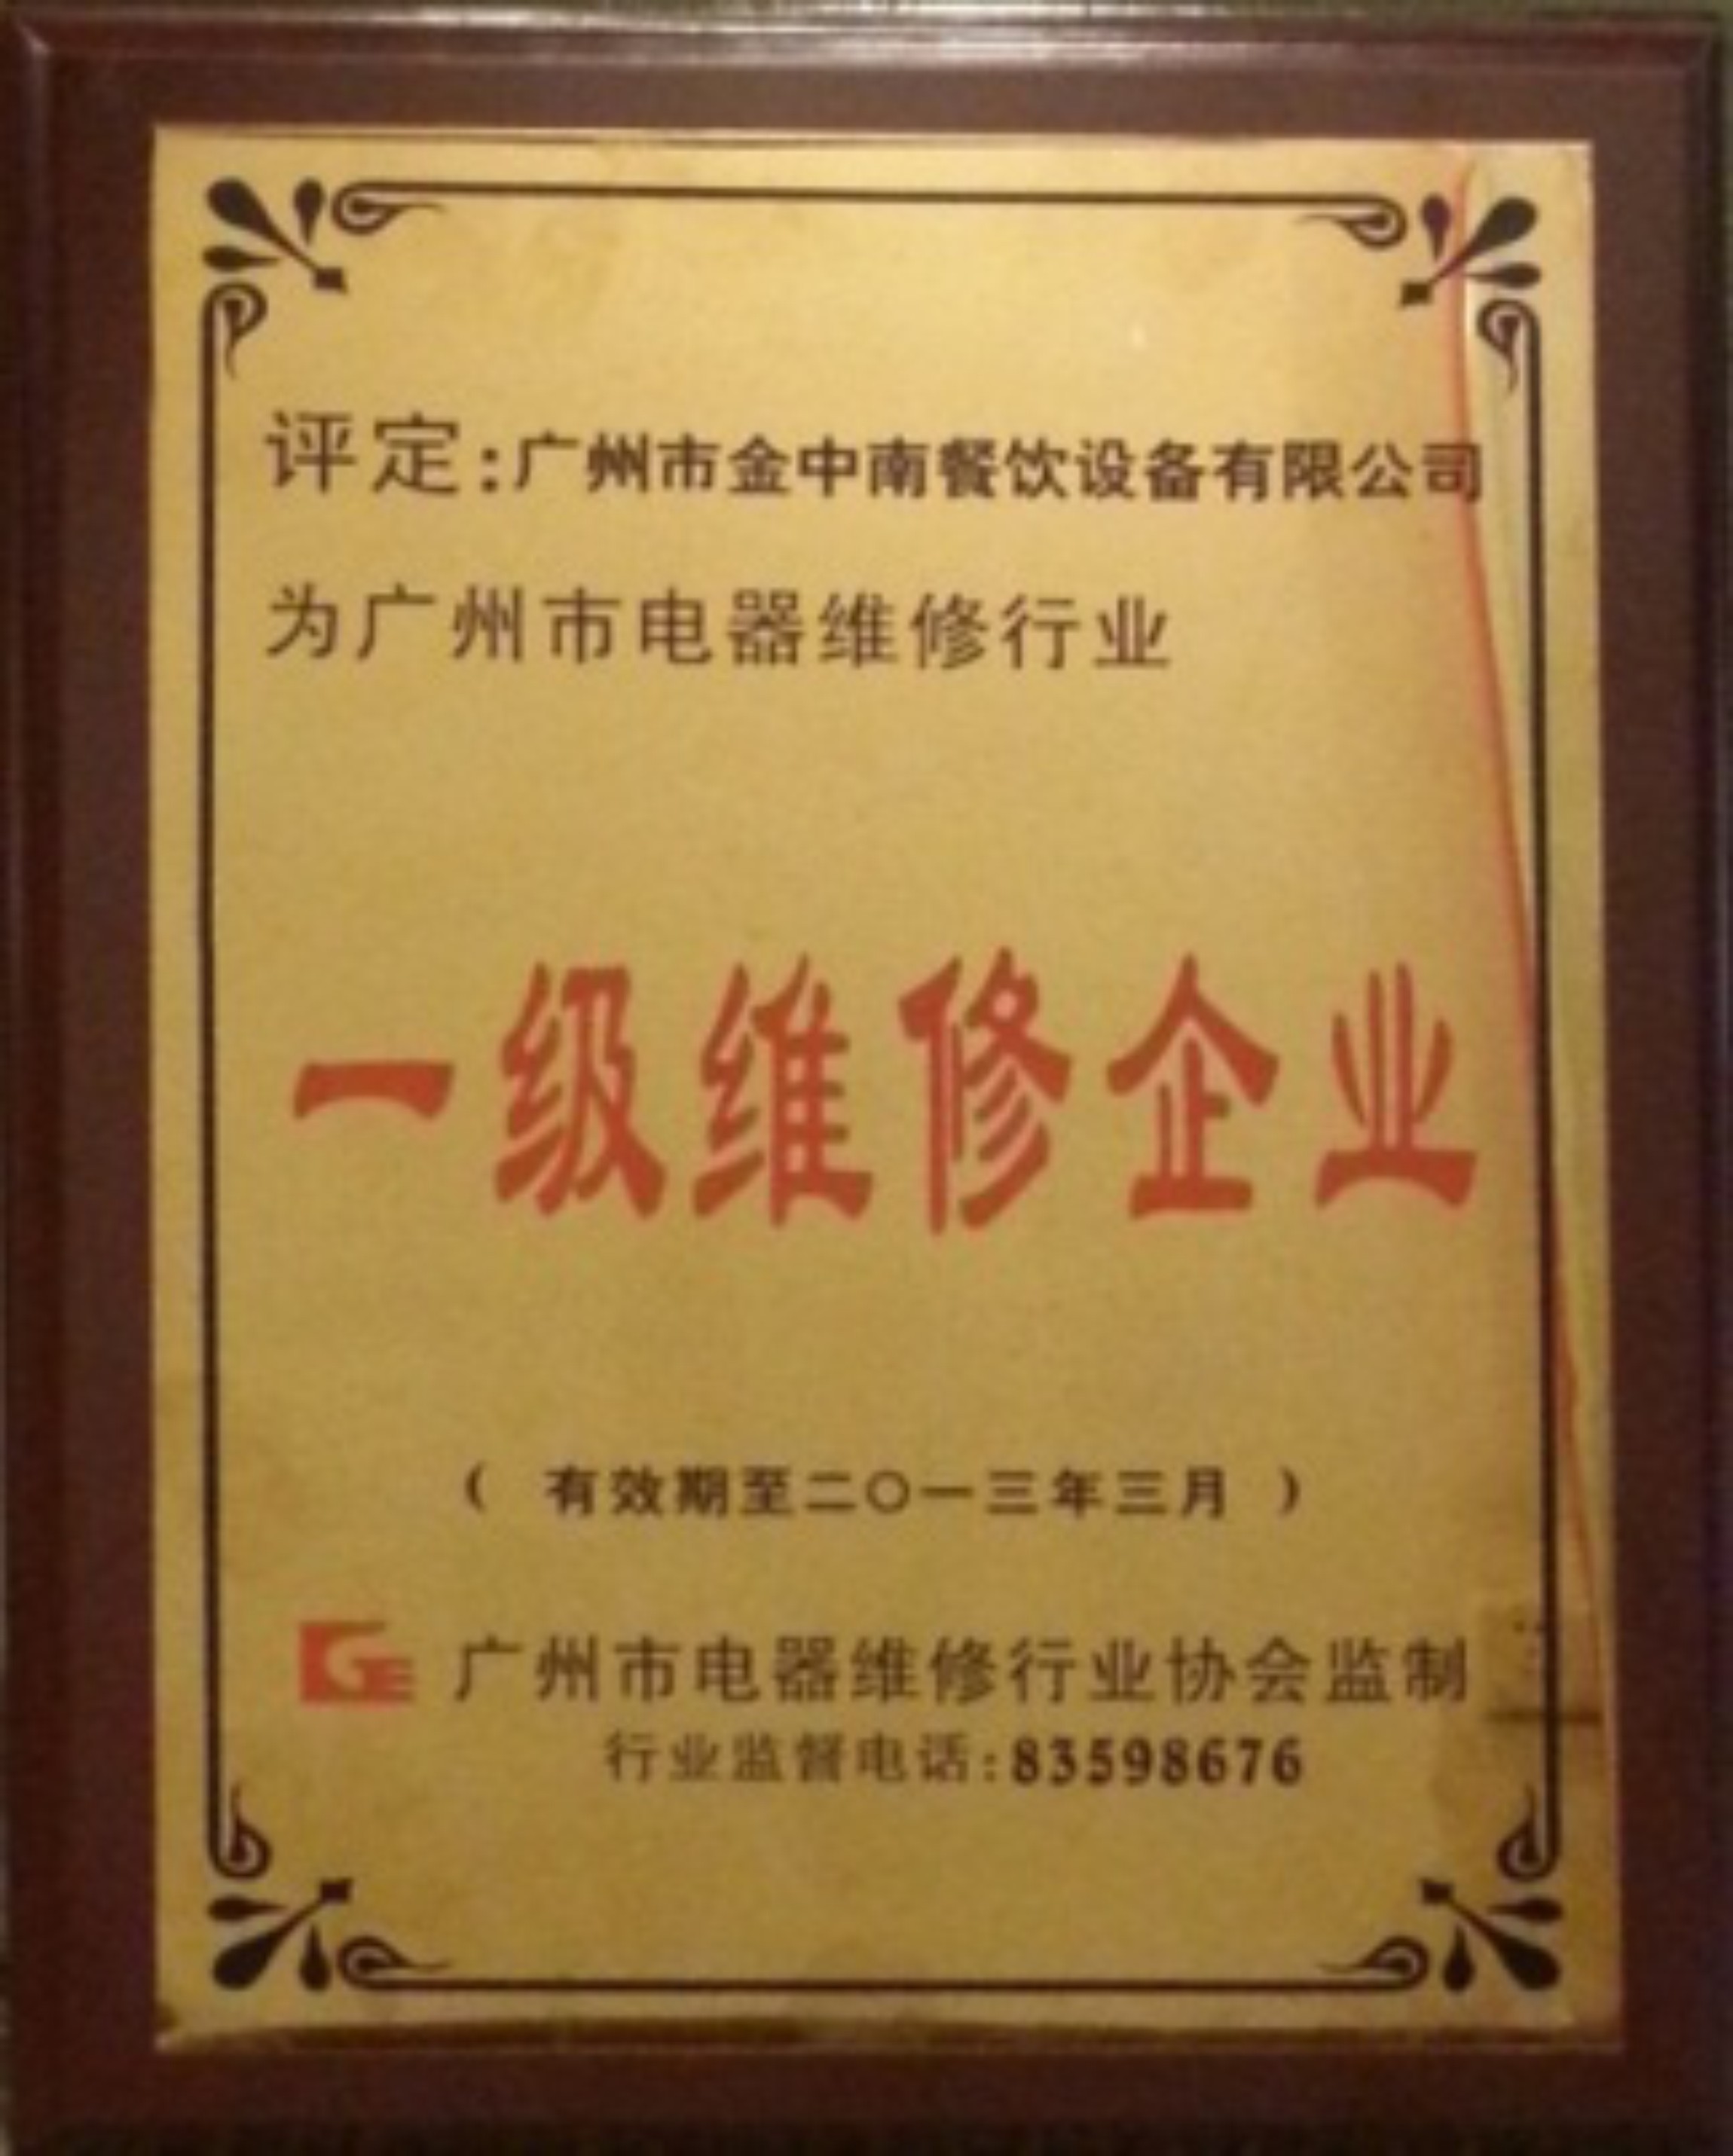 评定:广州市金中南餐饮设备有限公司
为广州市电器维修行业
一级维修企业
（ 有效期至二〇一三年三月 ）
GE 广州市电器维修行业协会监制
行业监督电话:83598676